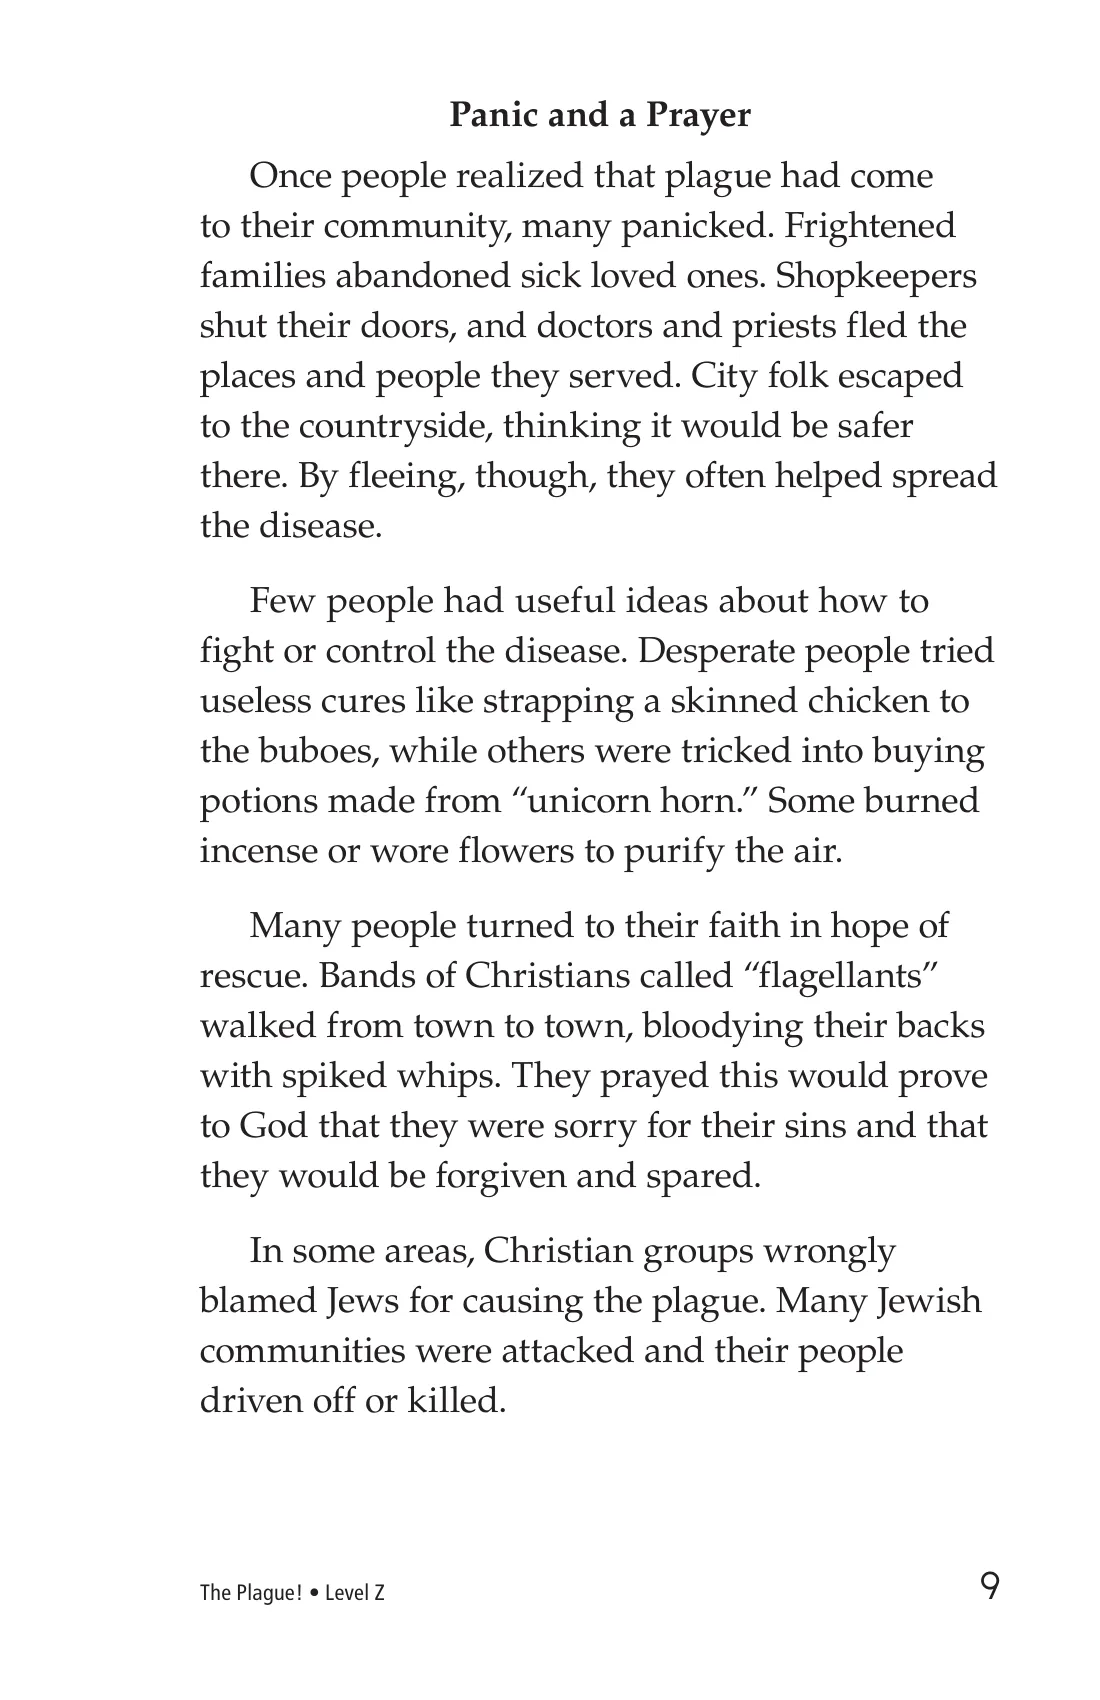 Panic and a Prayer
Once people realized that plague had come
to their community, many panicked. Frightened
families abandoned sick loved ones. Shopkeepers
shut their doors, and doctors and priests fled the
places and people they served. City folk escaped
to the countryside, thinking it would be safer
there. By fleeing, though, they often helped spread
the disease.
Few people had useful ideas about how to
fight or control the disease. Desperate people tried
useless cures like strapping a skinned chicken to
the buboes, while others were tricked into buying
potions made from “unicorn horn.” Some burned
incense or wore flowers to purify the air.
Many people turned to their faith in hope of
rescue. Bands of Christians called “flagellants”
walked from town to town, bloodying their backs
with spiked whips. They prayed this would prove
to God that they were sorry for their sins and that
they would be forgiven and spared.
In some areas, Christian groups wrongly
blamed Jews for causing the plague. Many Jewish
communities were attacked and their people
driven off or killed.
The Plague! • Level Z
9